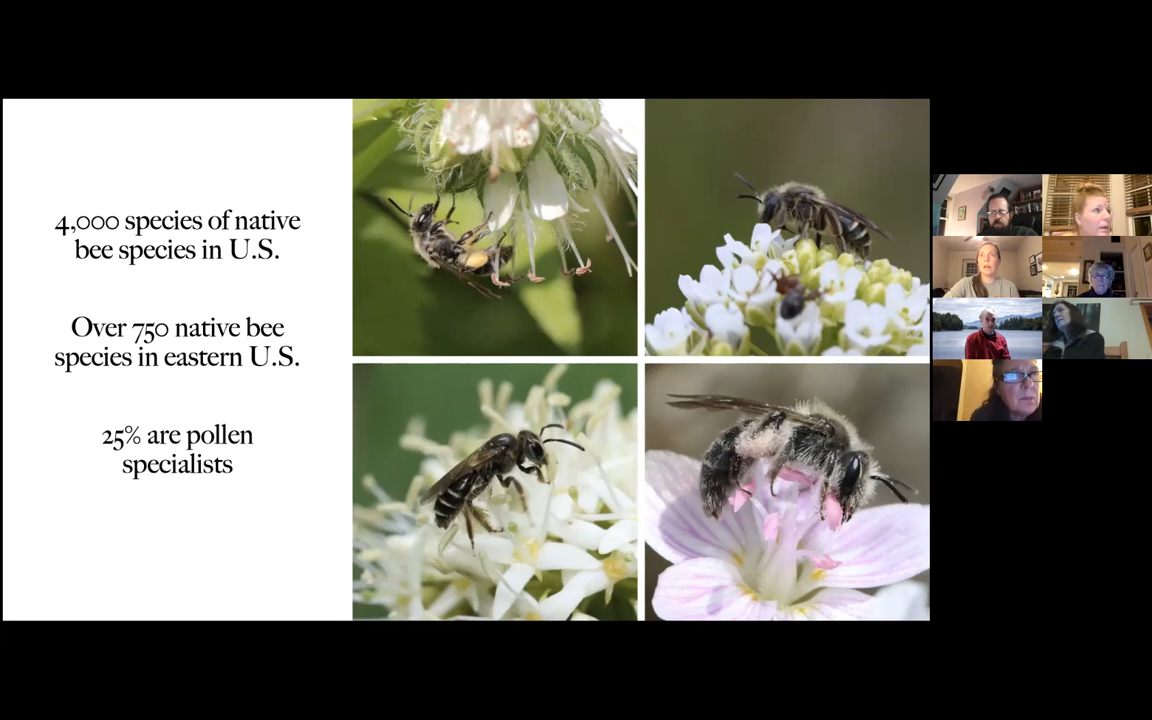 4,000 species of native
bee species in U.S.
Over 750 native bee
species in eastern U.S.
25% are pollen
specialists